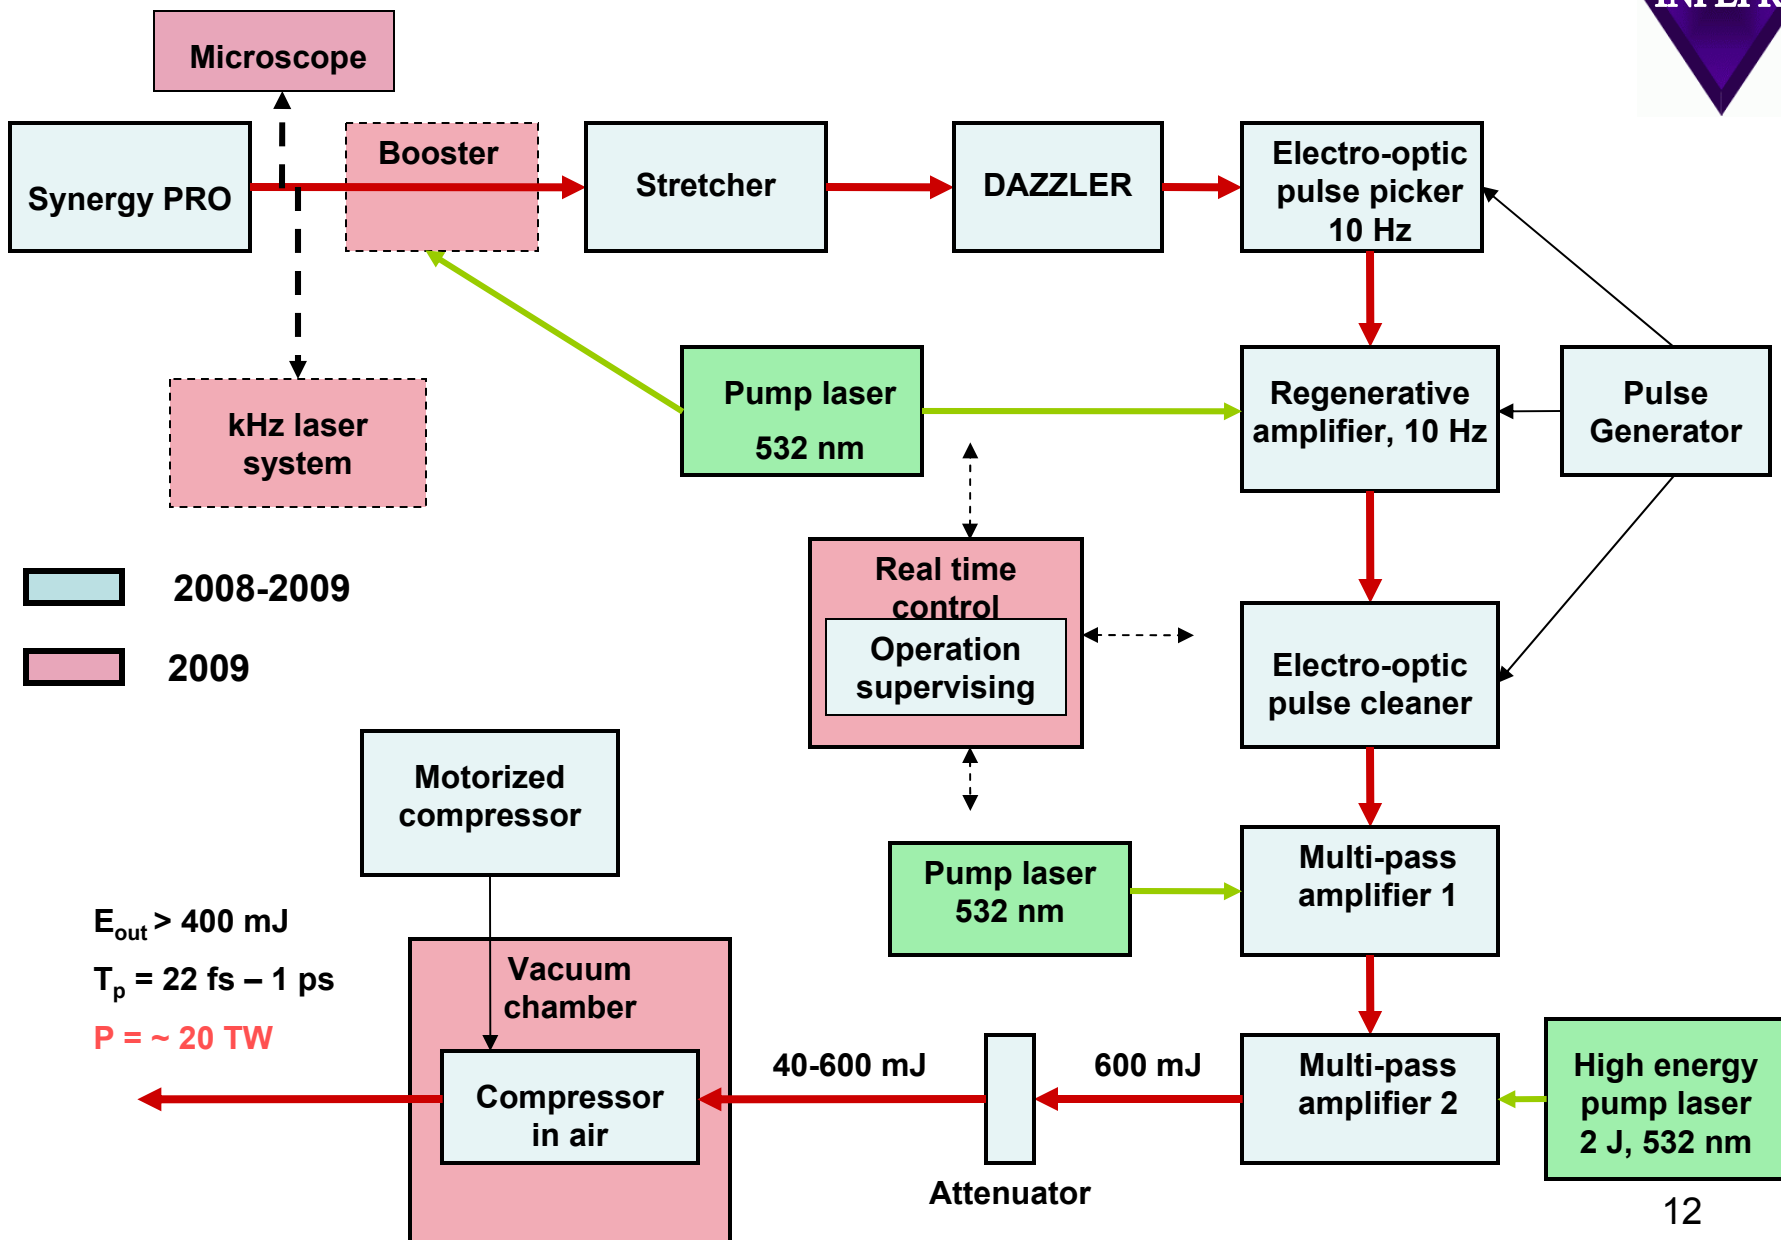 Microscope
Synergy PRO
Booster
Stretcher
DAZZLER
Electro-optic
pulse picker
10 Hz
kHz laser
system
Pump laser
532 nm
Regenerative
amplifier, 10 Hz
Pulse
Generator
2008-2009
2009
Real time
control
Operation
supervising
Electro-optic
pulse cleaner
Motorized
compressor
Pump laser
532 nm
Multi-pass
amplifier 1
E_out > 400 mJ
T_p = 22 fs – 1 ps
P = ~ 20 TW
Vacuum
chamber
Compressor
in air
40-600 mJ
Attenuator
600 mJ
Multi-pass
amplifier 2
High energy
pump laser
2 J, 532 nm
12